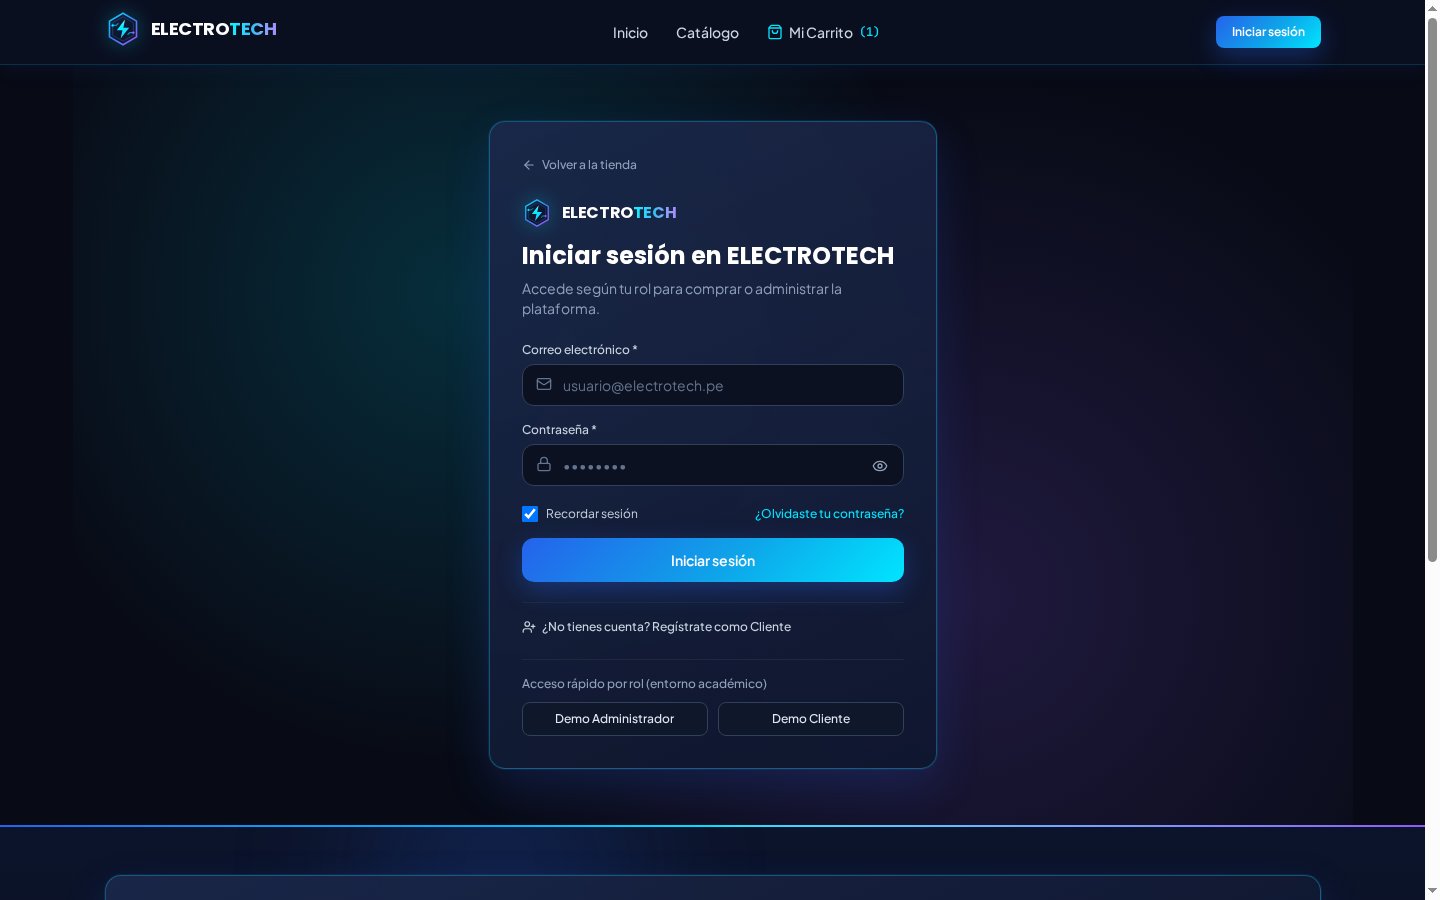 ELECTROTECH
Inicio
Catálogo
Mi Carrito (1)
Iniciar sesión
Volver a la tienda
ELECTROTECH
Iniciar sesión en ELECTROTECH
Accede según tu rol para comprar o administrar la
plataforma.
Correo electrónico *
usuario@electrotech.pe
Contraseña *
••••••••
Recordar sesión
¿Olvidaste tu contraseña?
Iniciar sesión
¿No tienes cuenta? Regístrate como Cliente
Acceso rápido por rol (entorno académico)
Demo Administrador
Demo Cliente